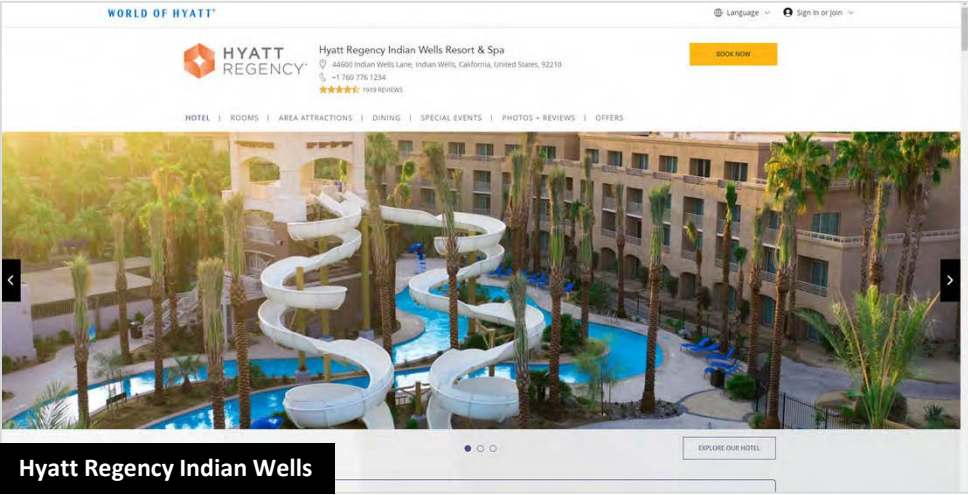 WORLD OF HYATT®
Language
Sign In or Join
HYATT
REGENCY®
Hyatt Regency Indian Wells Resort & Spa
44600 Indian Wells Lane, Indian Wells, California, United States, 92210
+1 760 776 1234
1919 REVIEWS
BOOK NOW
HOTEL | ROOMS | AREA ATTRACTIONS | DINING | SPECIAL EVENTS | PHOTOS + REVIEWS | OFFERS
EXPLORE OUR HOTEL
Hyatt Regency Indian Wells